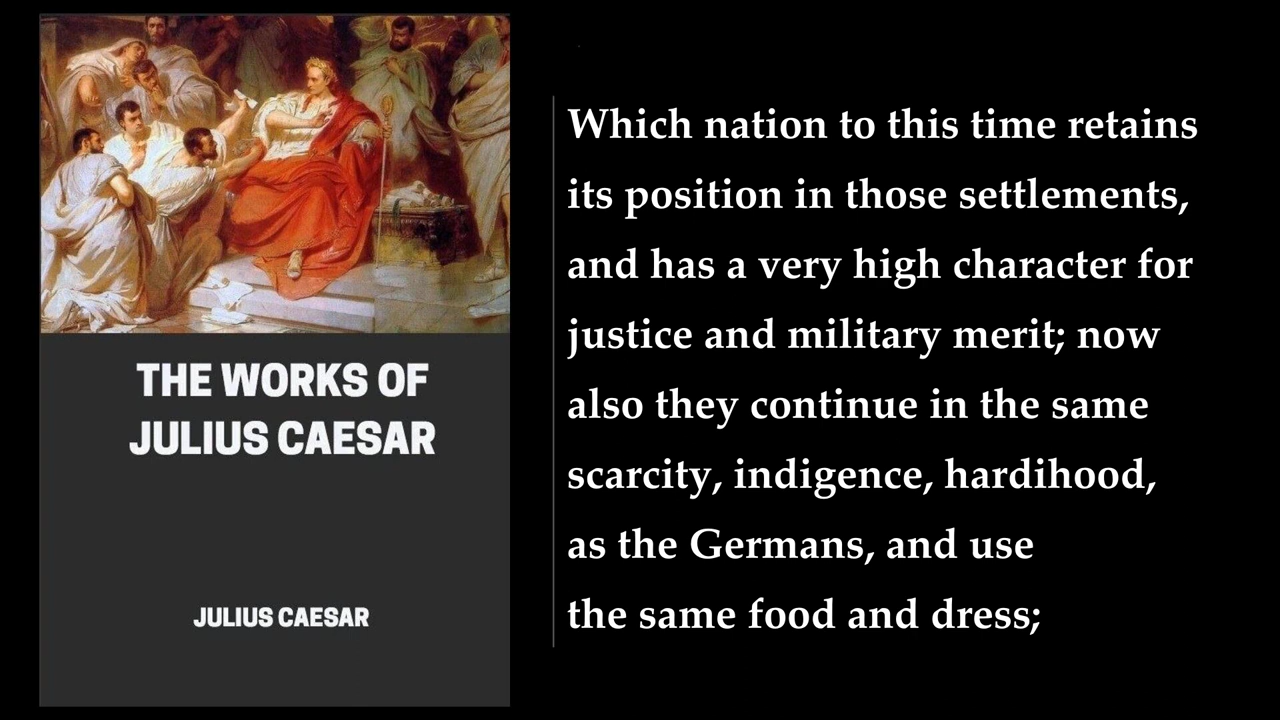 THE WORKS OF
JULIUS CAESAR
JULIUS CAESAR
Which nation to this time retains
its position in those settlements,
and has a very high character for
justice and military merit; now
also they continue in the same
scarcity, indigence, hardihood,
as the Germans, and use
the same food and dress;